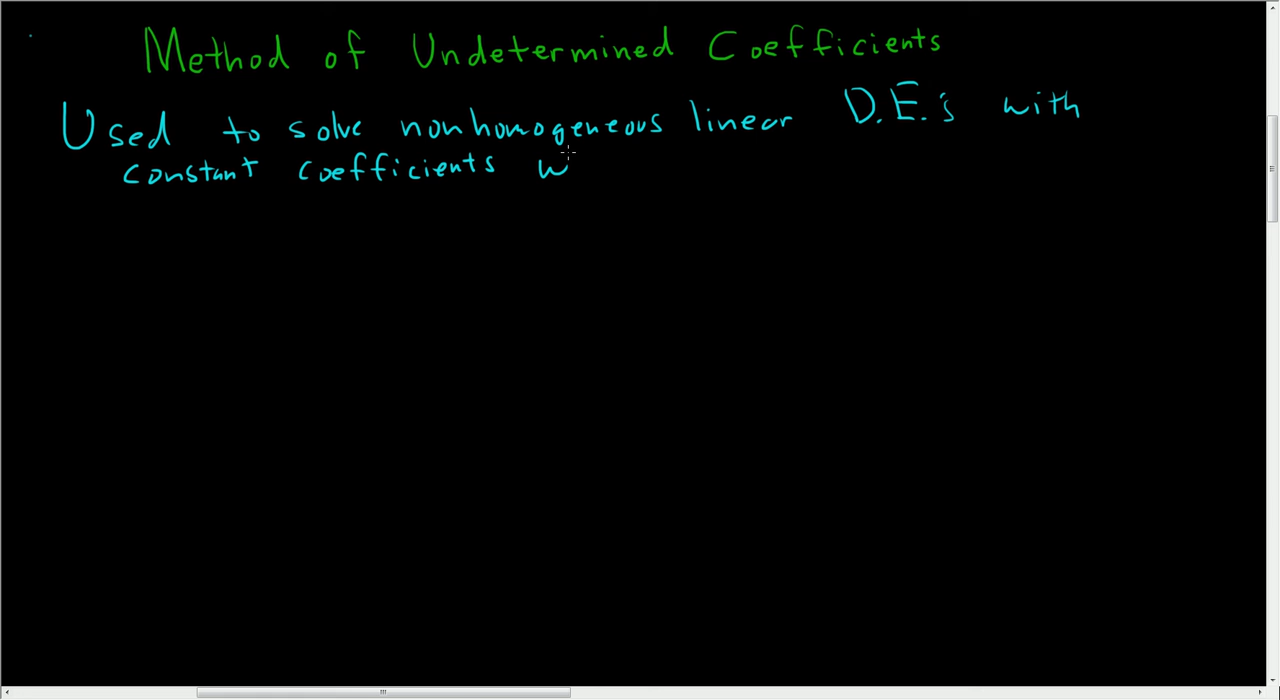 Method of Undetermined Coefficients
Used to solve nonhomogeneous linear D.E.'s with
constant coefficients w